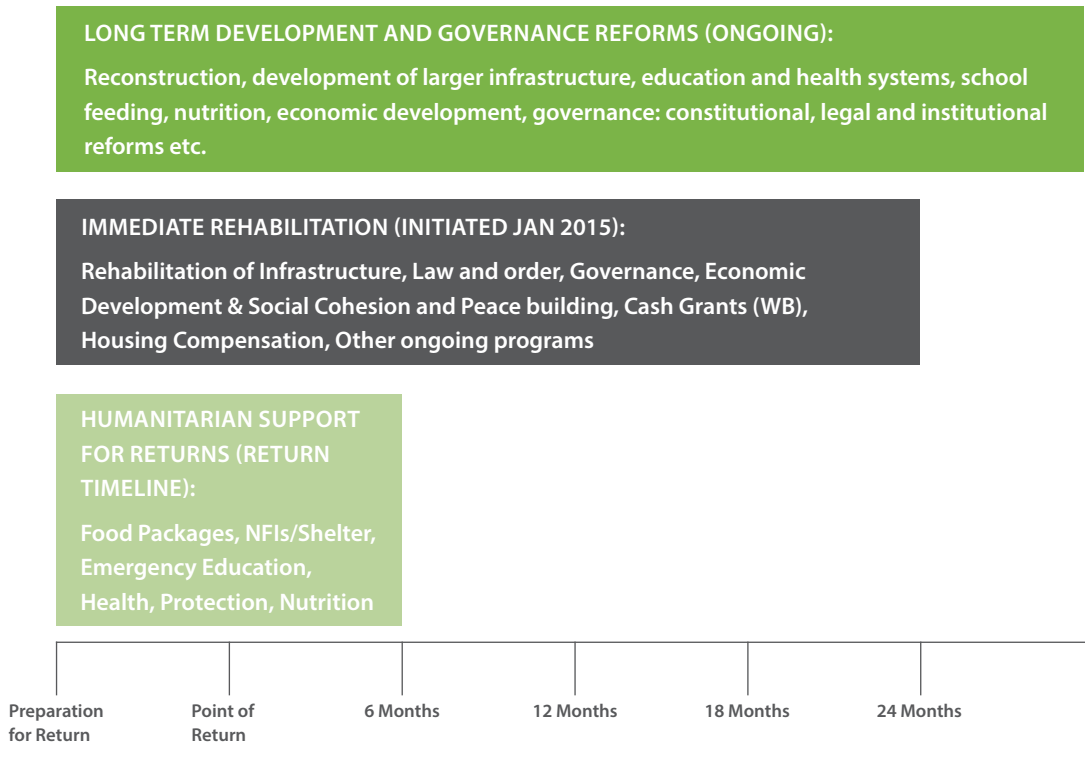 LONG TERM DEVELOPMENT AND GOVERNANCE REFORMS (ONGOING):
Reconstruction, development of larger infrastructure, education and health systems, school
feeding, nutrition, economic development, governance: constitutional, legal and institutional
reforms etc.
IMMEDIATE REHABILITATION (INITIATED JAN 2015):
Rehabilitation of Infrastructure, Law and order, Governance, Economic
Development & Social Cohesion and Peace building, Cash Grants (WB),
Housing Compensation, Other ongoing programs
HUMANITARIAN SUPPORT
FOR RETURNS (RETURN
TIMELINE):
Food Packages, NFIs/Shelter,
Emergency Education,
Health, Protection, Nutrition
Preparation
for Return
Point of
Return
6 Months
12 Months
18 Months
24 Months